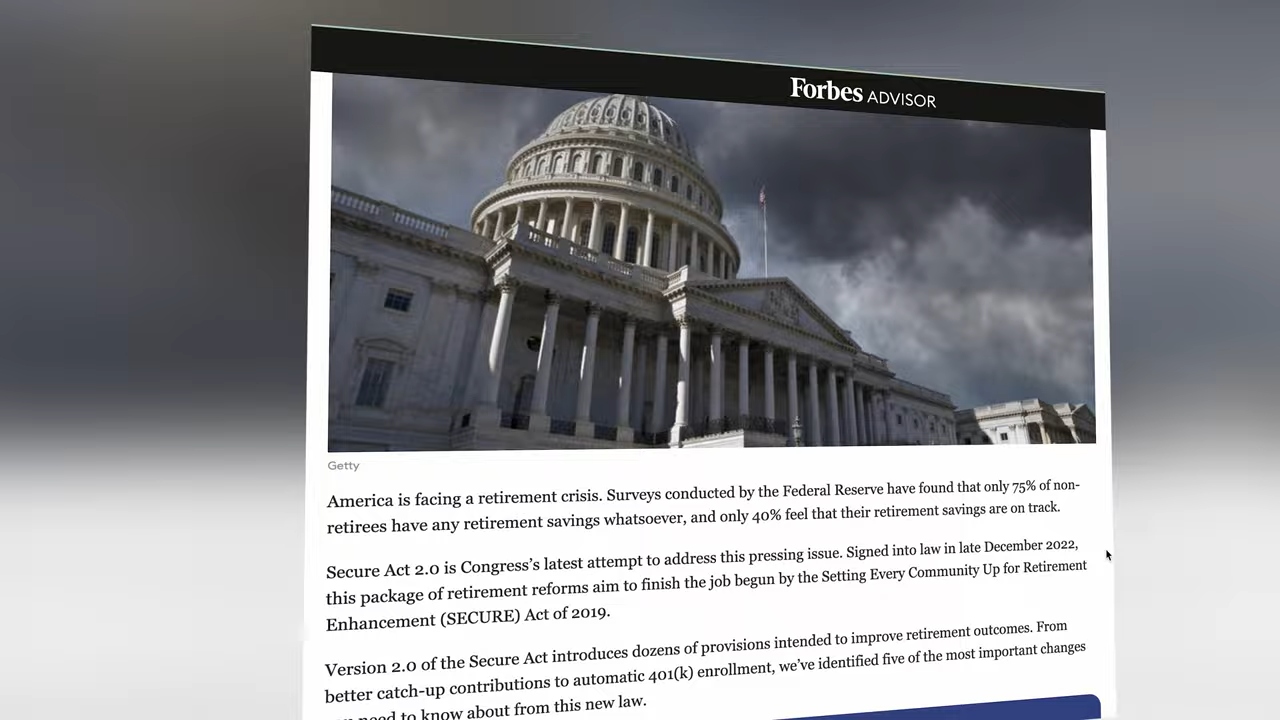 Forbes ADVISOR
Getty
America is facing a retirement crisis. Surveys conducted by the Federal Reserve have found that only 75% of non-
retirees have any retirement savings whatsoever, and only 40% feel that their retirement savings are on track.
Secure Act 2.0 is Congress's latest attempt to address this pressing issue. Signed into law in late December 2022,
this package of retirement reforms aim to finish the job begun by the Setting Every Community Up for Retirement
Enhancement (SECURE) Act of 2019.
Version 2.0 of the Secure Act introduces dozens of provisions intended to improve retirement outcomes. From
better catch-up contributions to automatic 401(k) enrollment, we've identified five of the most important changes
need to know about from this new law.